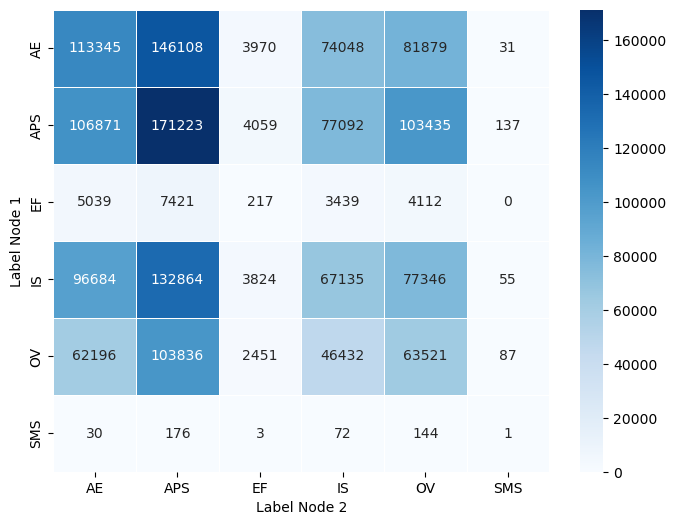 AE 113345 146108 3970 74048 81879 31
APS 106871 171223 4059 77092 103435 137
EF 5039 7421 217 3439 4112 0
IS 96684 132864 3824 67135 77346 55
OV 62196 103836 2451 46432 63521 87
SMS 30 176 3 72 144 1
AE APS EF IS OV SMS
Label Node 2
Label Node 1
160000
140000
120000
100000
80000
60000
40000
20000
0